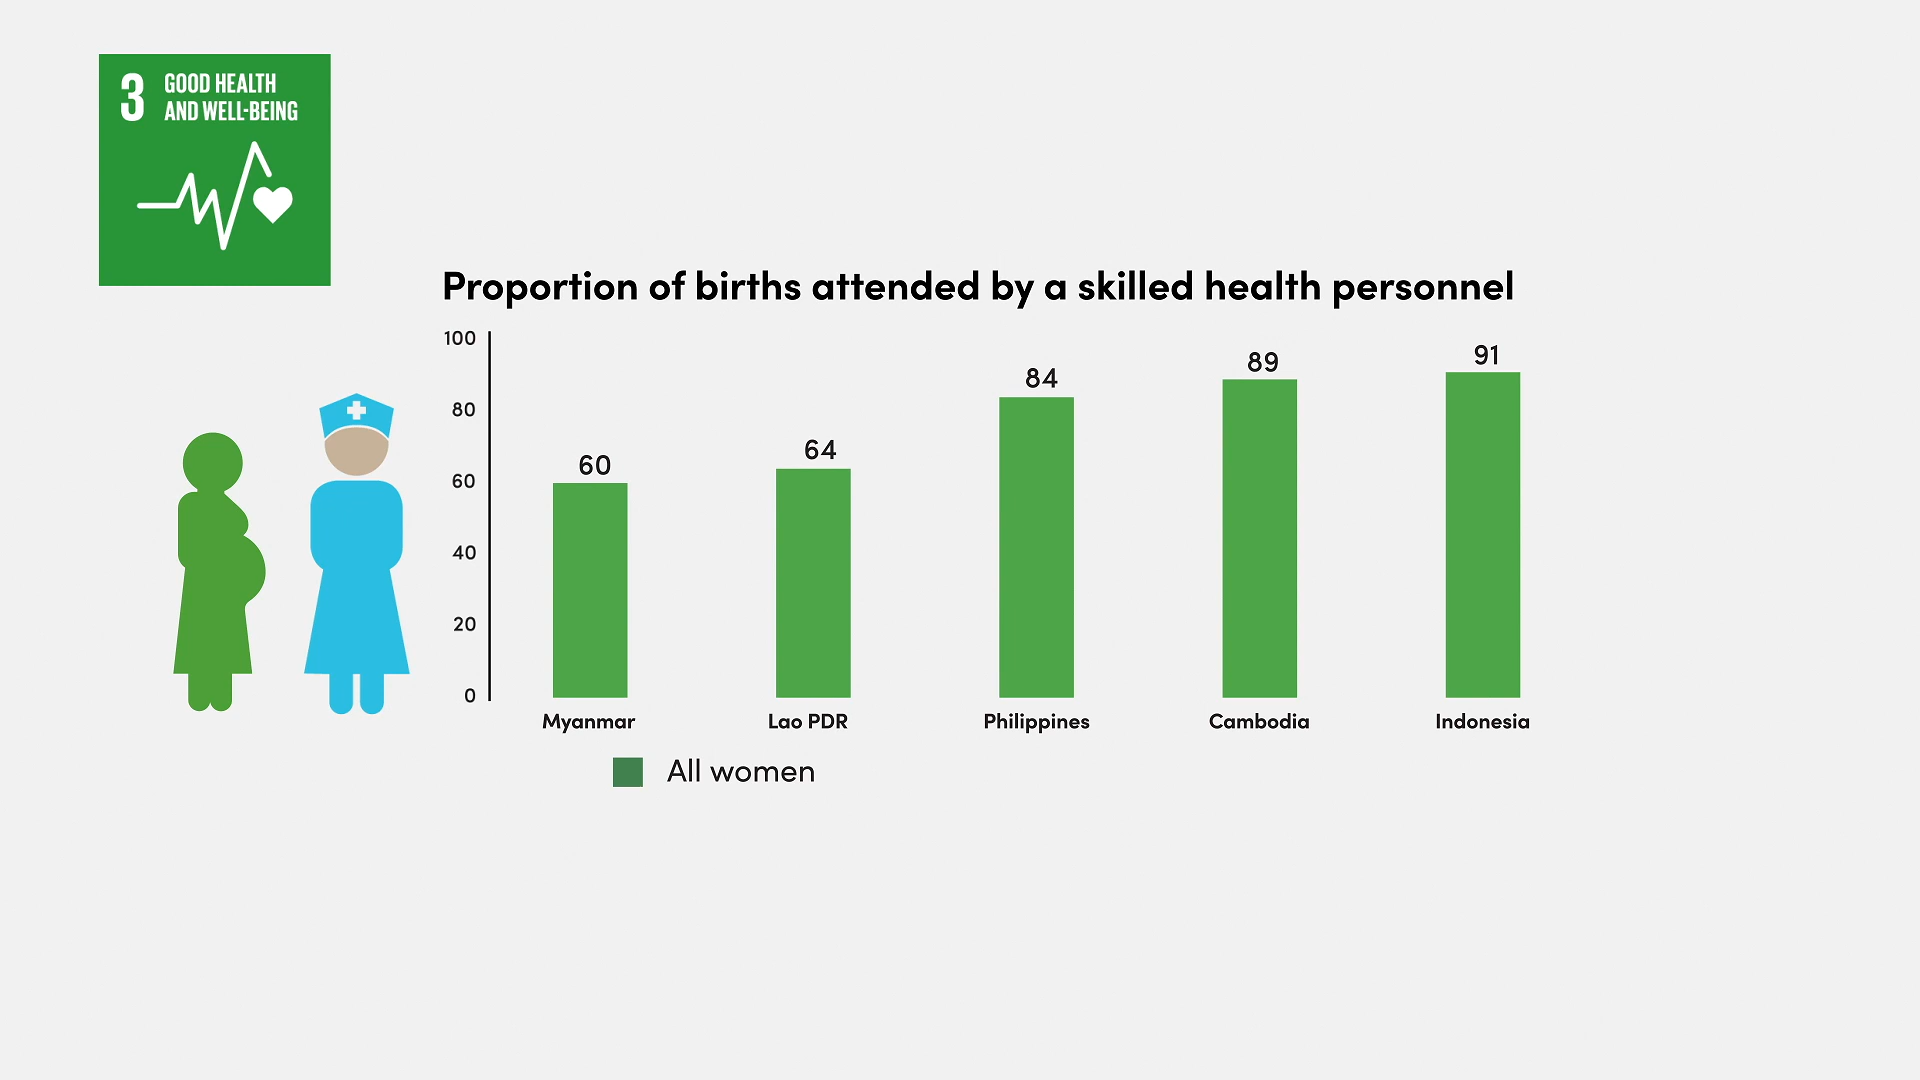 3 GOOD HEALTH
AND WELL-BEING
Proportion of births attended by a skilled health personnel
100
80
60
40
20
0
60
64
84
89
91
Myanmar
Lao PDR
Philippines
Cambodia
Indonesia
All women